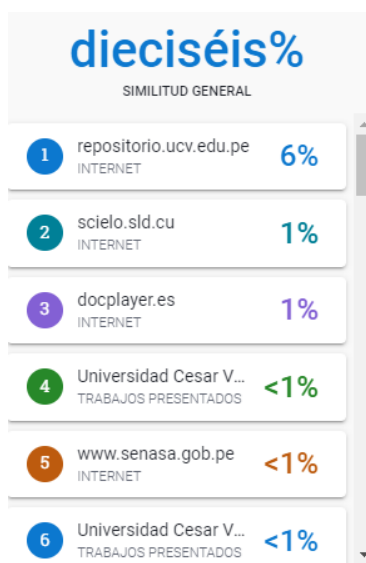 dieciséis%
SIMILITUD GENERAL
1 repositorio.ucv.edu.pe 6%
INTERNET
2 scielo.sld.cu 1%
INTERNET
3 docplayer.es 1%
INTERNET
4 Universidad Cesar V... <1%
TRABAJOS PRESENTADOS
5 www.senasa.gob.pe <1%
INTERNET
6 Universidad Cesar V... <1%
TRABAJOS PRESENTADOS